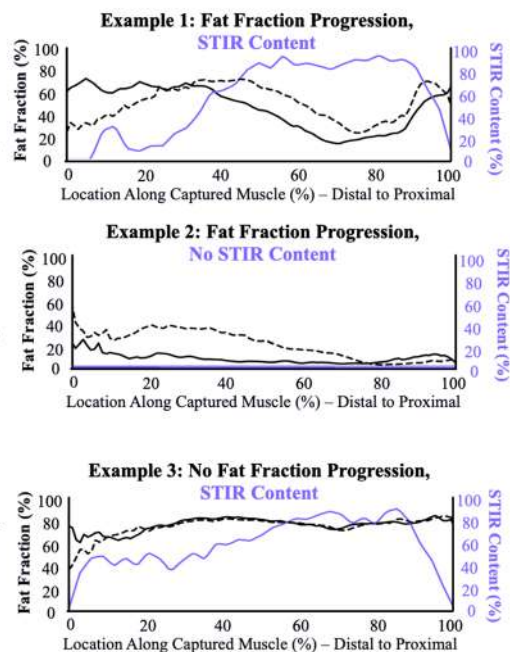 Example 1: Fat Fraction Progression,
STIR Content
Fat Fraction (%)
100
80
60
40
20
0
0 20 40 60 80 100
100
80
60
40
20
0
STIR Content (%)
Location Along Captured Muscle (%) – Distal to Proximal
Example 2: Fat Fraction Progression,
No STIR Content
Fat Fraction (%)
100
80
60
40
20
0
0 20 40 60 80 100
100
80
60
40
20
0
STIR Content (%)
Location Along Captured Muscle (%) – Distal to Proximal
Example 3: No Fat Fraction Progression,
STIR Content
Fat Fraction (%)
100
80
60
40
20
0
0 20 40 60 80 100
100
80
60
40
20
0
STIR Content (%)
Location Along Captured Muscle (%) – Distal to Proximal